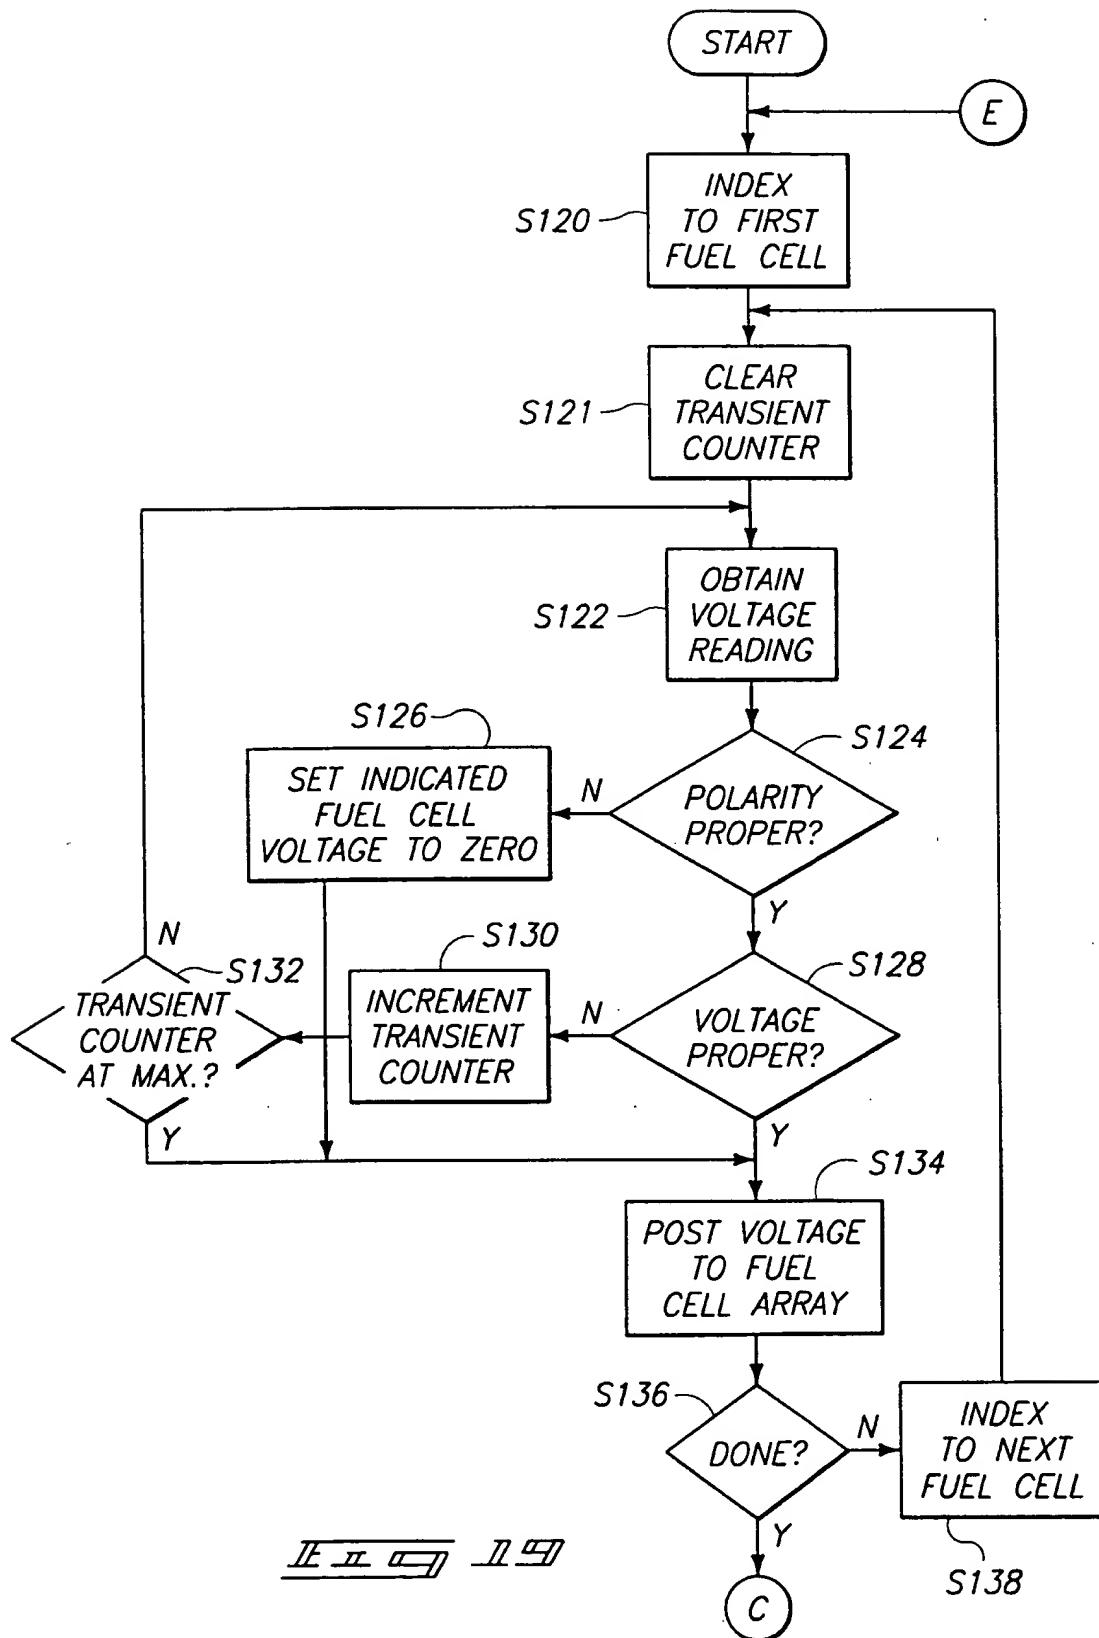 START
E
INDEX
TO FIRST
FUEL CELL
S120
CLEAR
TRANSIENT
COUNTER
S121
OBTAIN
VOLTAGE
READING
S122
S126
S124
SET INDICATED
FUEL CELL
VOLTAGE TO ZERO
N
POLARITY
PROPER?
Y
N
S132
S130
S128
TRANSIENT
COUNTER
AT MAX.?
INCREMENT
TRANSIENT
COUNTER
N
VOLTAGE
PROPER?
Y
Y
S134
POST VOLTAGE
TO FUEL
CELL ARRAY
S136
DONE?
N
INDEX
TO NEXT
FUEL CELL
Y
S138
C
FIG 19